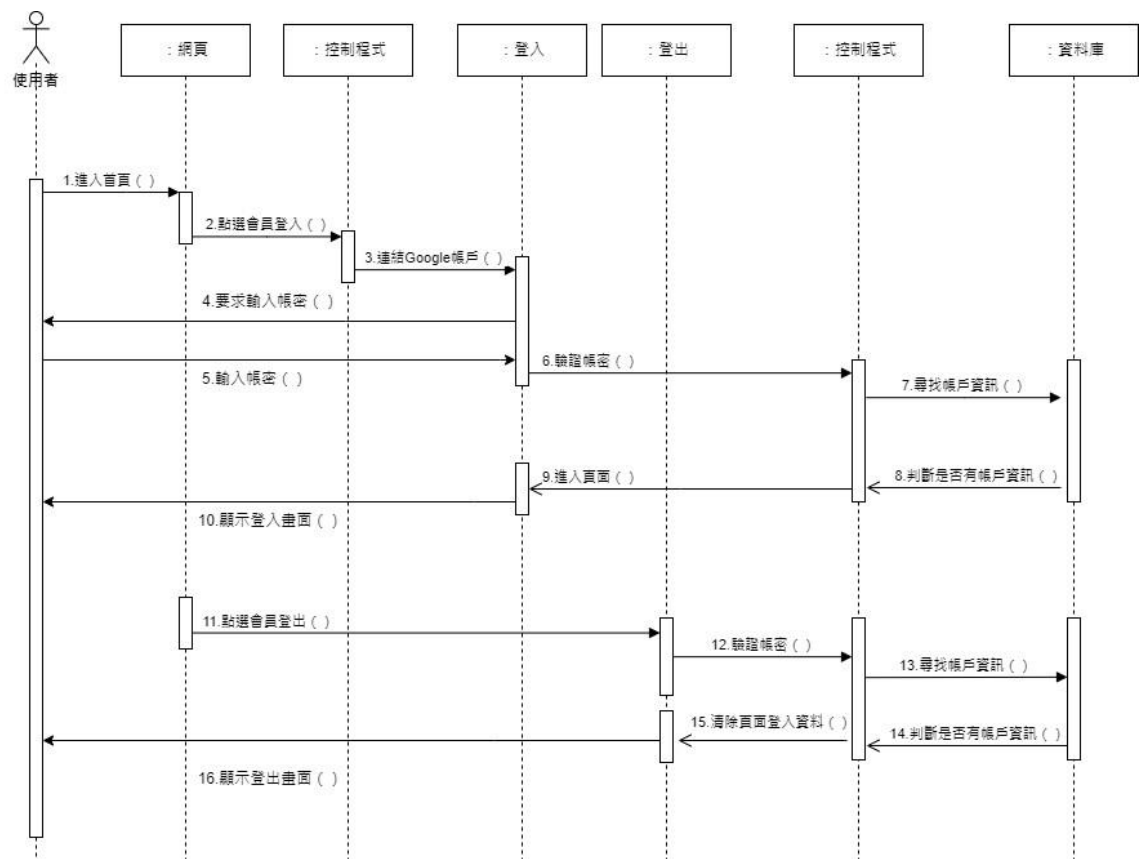 使用者
：網頁
：控制程式
：登入
：登出
：控制程式
：資料庫
1.進入首頁（ ）
2.點選會員登入（ ）
3.連結Google帳戶（ ）
4.要求輸入帳密（ ）
5.輸入帳密（ ）
6.驗證帳密（ ）
7.尋找帳戶資訊（ ）
8.判斷是否有帳戶資訊（ ）
9.進入頁面（ ）
10.顯示登入畫面（ ）
11.點選會員登出（ ）
12.驗證帳密（ ）
13.尋找帳戶資訊（ ）
14.判斷是否有帳戶資訊（ ）
15.清除頁面登入資料（ ）
16.顯示登出畫面（ ）